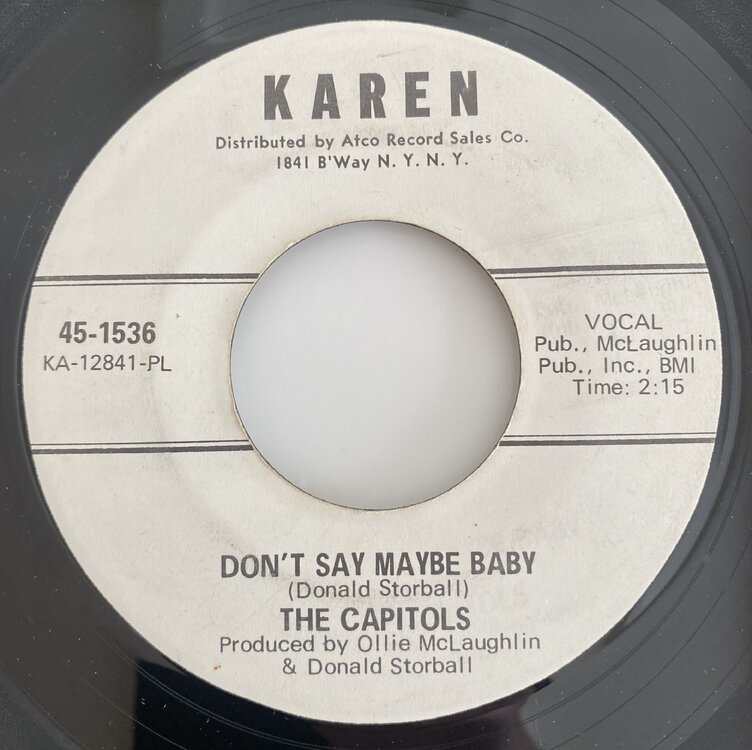 KAREN
Distributed by Atco Record Sales Co.
1841 B'Way N. Y. N. Y.
45-1536
KA-12841-PL
VOCAL
Pub., McLaughlin
Pub., Inc., BMI
Time: 2:15
DON'T SAY MAYBE BABY
(Donald Storball)
THE CAPITOLS
Produced by Ollie McLaughlin
& Donald Storball